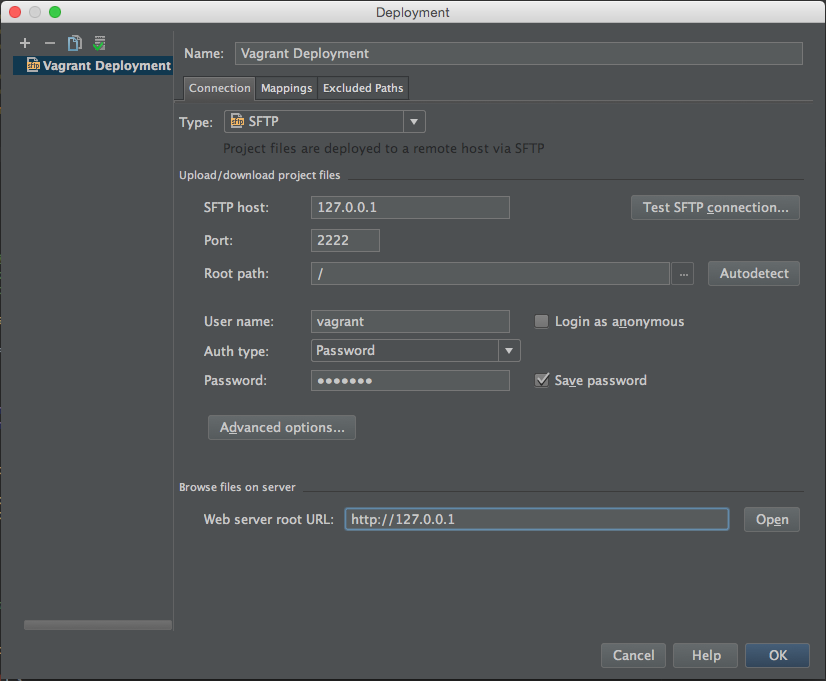 Deployment
Vagrant Deployment
Name: Vagrant Deployment
Connection Mappings Excluded Paths
Type: SFTP
Project files are deployed to a remote host via SFTP
Upload/download project files
SFTP host: 127.0.0.1 Test SFTP connection...
Port: 2222
Root path: / ... Autodetect
User name: vagrant Login as anonymous
Auth type: Password
Password: ••••••• Save password
Advanced options...
Browse files on server
Web server root URL: http://127.0.0.1 Open
Cancel Help OK